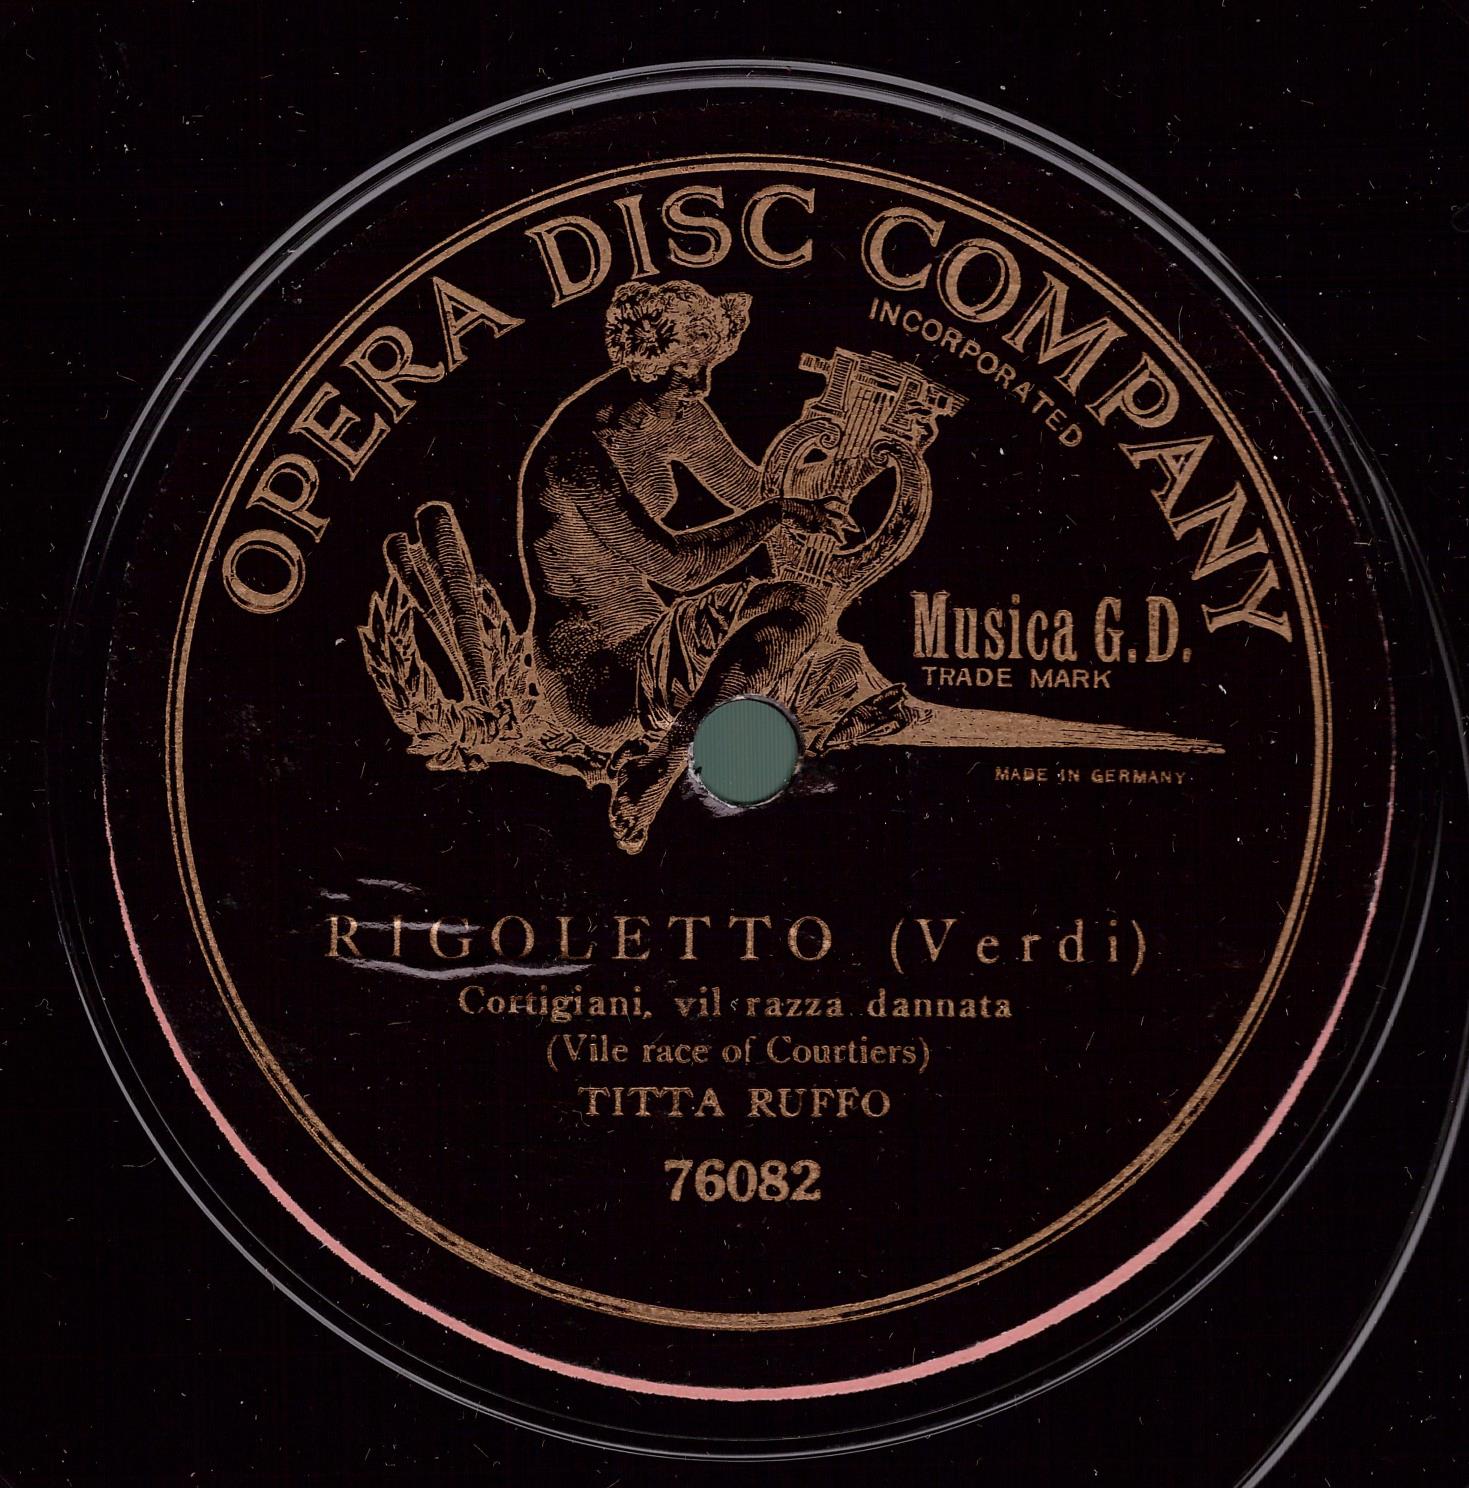 OPERA DISC COMPANY
INCORPORATED
Musica G.D.
TRADE MARK
MADE IN GERMANY
RIGOLETTO (Verdi)
Cortigiani, vil razza dannata
(Vile race of Courtiers)
TITTA RUFFO
76082